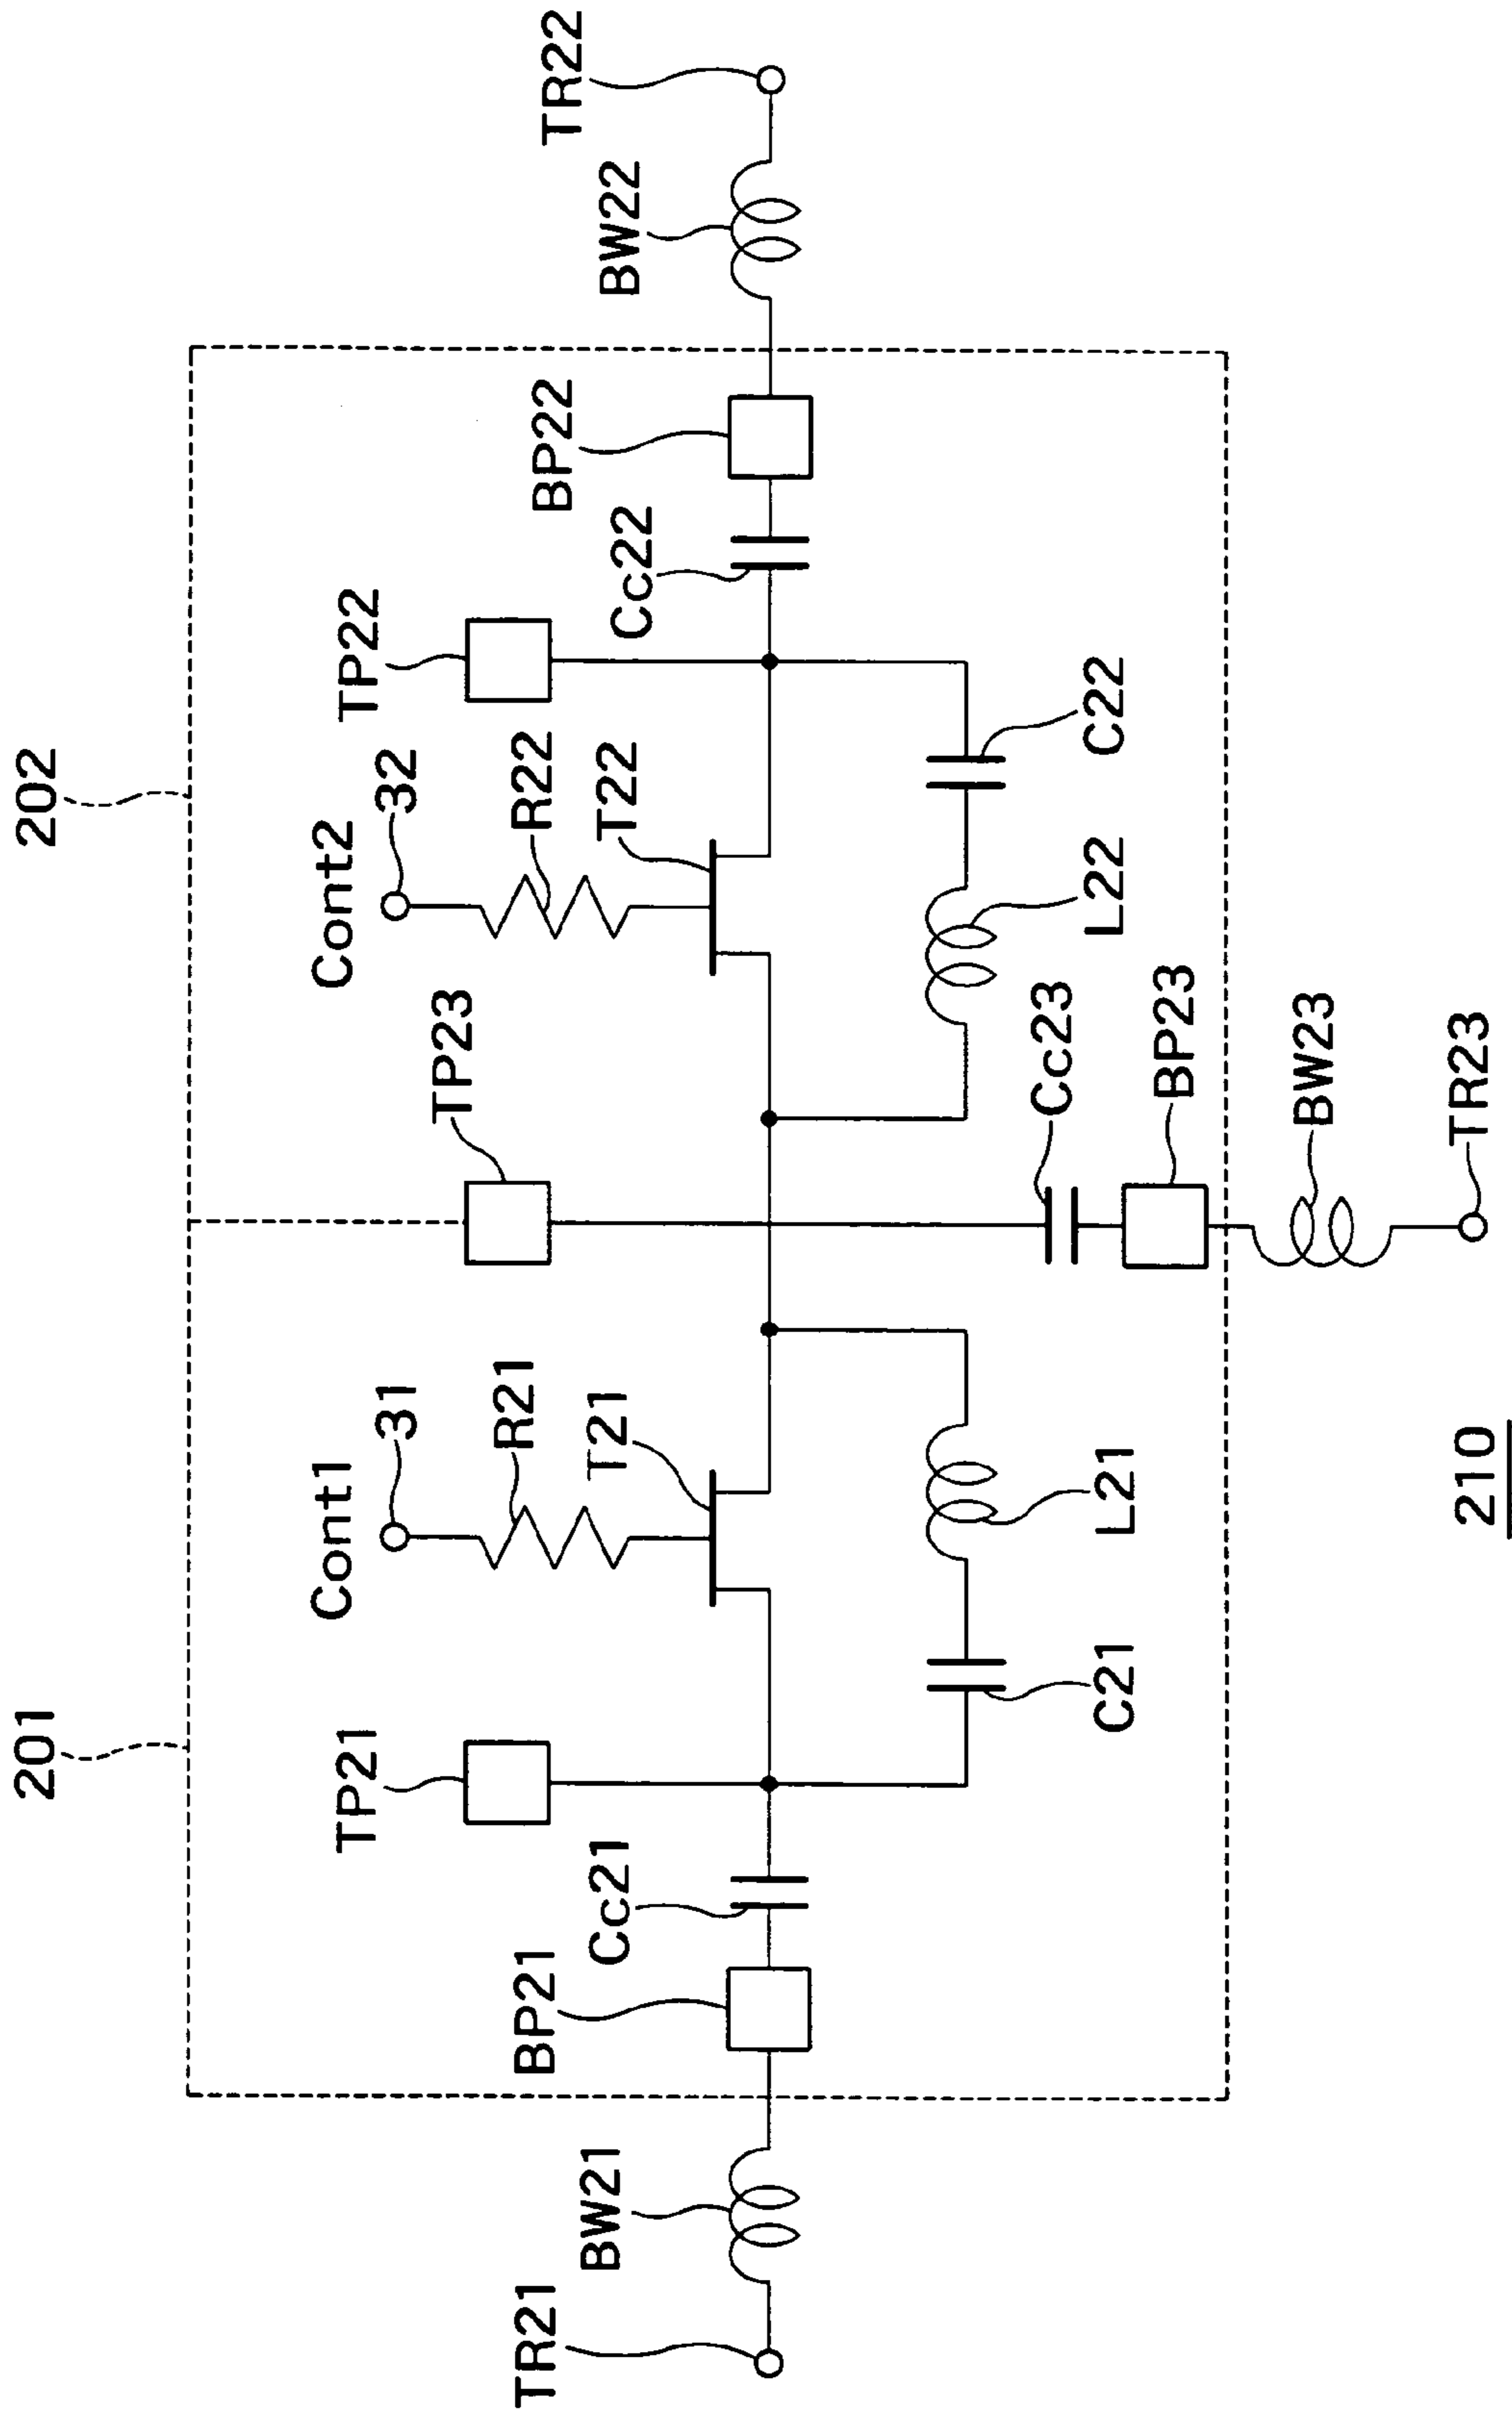 201
202
Cont1
31
R21
T21
TP21
Cc21
BP21
BW21
TR21
C21
L21
TP23
Cont2
32
R22
T22
TP22
Cc22
BP22
BW22
TR22
L22
C22
Cc23
BP23
BW23
TR23
210